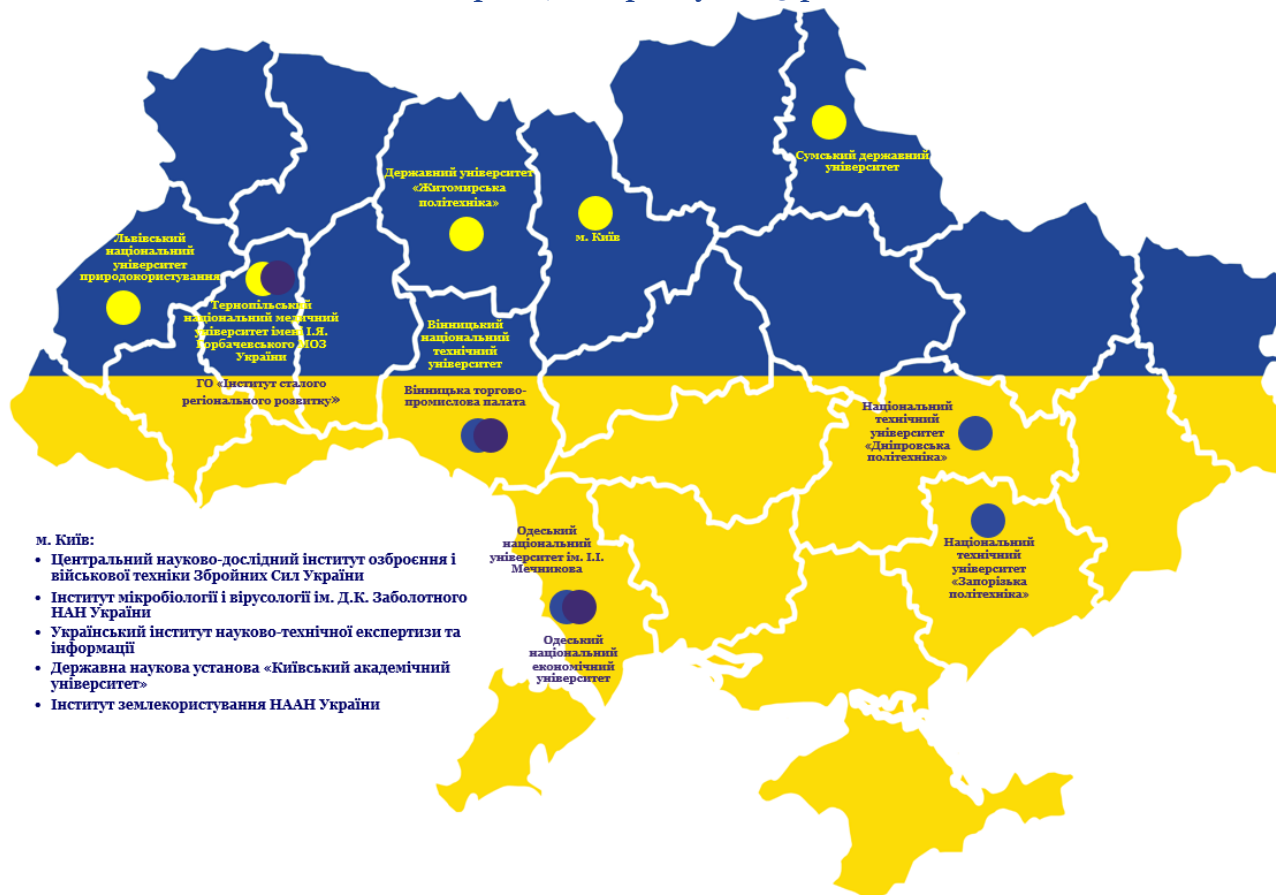 Сумський державний
університет
Державний університет
«Житомирська
політехніка»
м. Київ
Львівський
національний
університет
природокористування
Тернопільський
національний медичний
університет імені І.Я.
Горбачевського МОЗ
України
ГО «Інститут сталого
регіонального розвитку»
Вінницький
національний
технічний
університет
Вінницька торгово-
промислова палата
Національний
технічний
університет
«Дніпровська
політехніка»
Національний
технічний
університет
«Запорізька
політехніка»
Одеський
національний
університет ім. І.І.
Мечникова
Одеський
національний
економічний
університет
м. Київ:
• Центральний науково-дослідний інститут озброєння і
військової техніки Збройних Сил України
• Інститут мікробіології і вірусології ім. Д.К. Заболотного
НАН України
• Український інститут науково-технічної експертизи та
інформації
• Державна наукова установа «Київський академічний
університет»
• Інститут землекористування НААН України